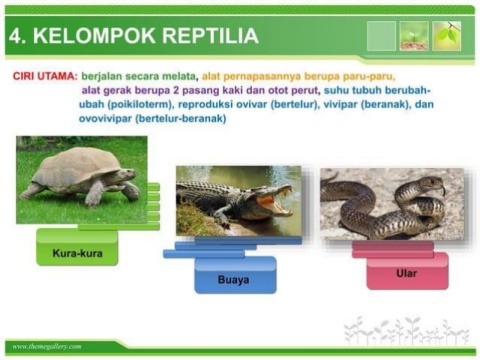 4. KELOMPOK REPTILIA
CIRI UTAMA: berjalan secara melata, alat pernapasannya berupa paru-paru,
alat gerak berupa 2 pasang kaki dan otot perut, suhu tubuh berubah-
ubah (poikiloterm), reproduksi ovivar (bertelur), vivipar (beranak), dan
ovovivipar (bertelur-beranak)
Kura-kura
Buaya
Ular
www.themegallery.com